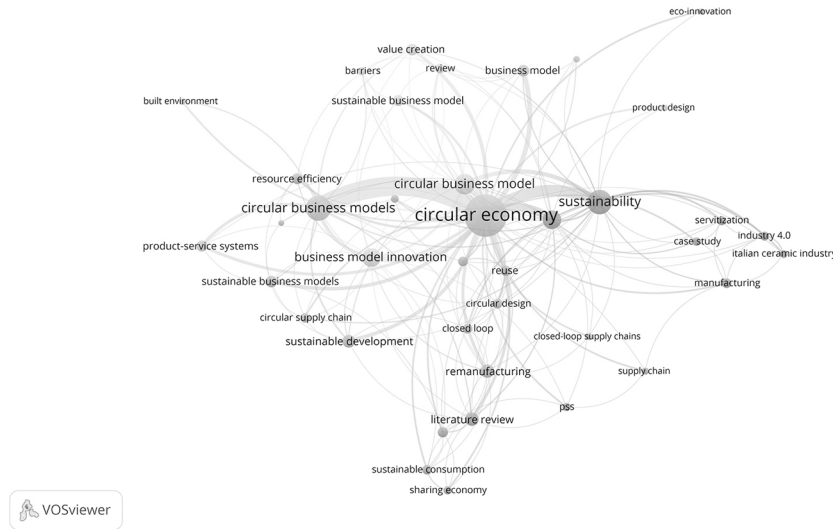 eco-innovation
value creation
barriers
review
business model
built environment
sustainable business model
product design
resource efficiency
circular business model
circular business models
circular economy
sustainability
servitization
industry 4.0
case study
italian ceramic industry
product-service systems
business model innovation
reuse
sustainable business models
manufacturing
circular design
circular supply chain
closed loop
closed-loop supply chains
sustainable development
remanufacturing
supply chain
pss
literature review
sustainable consumption
sharing economy
VOSviewer